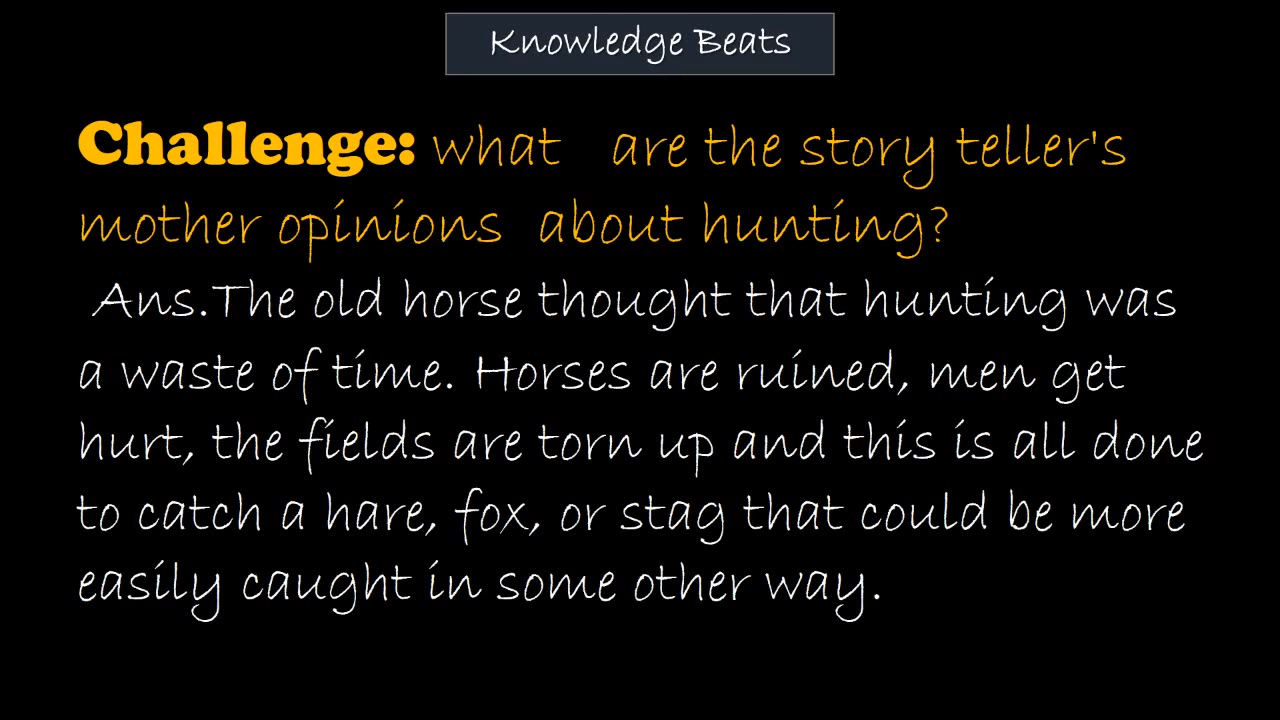 Knowledge Beats
Challenge: what are the story teller's
mother opinions about hunting?
Ans.The old horse thought that hunting was
a waste of time. Horses are ruined, men get
hurt, the fields are torn up and this is all done
to catch a hare, fox, or stag that could be more
easily caught in some other way.